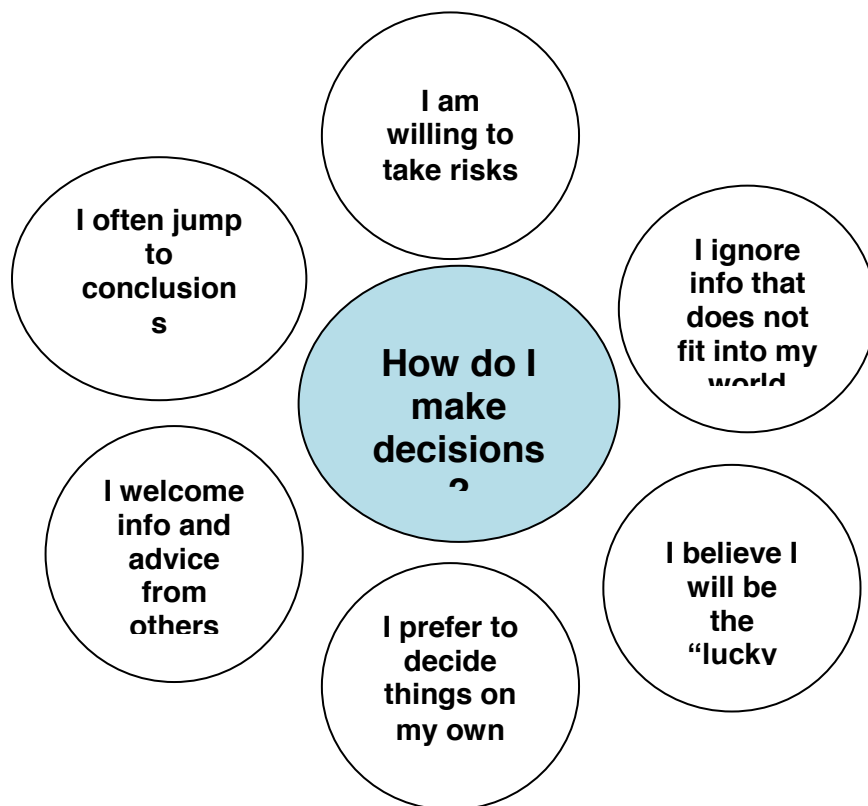 I am
willing to
take risks
I often jump
to
conclusion
s
I ignore
info that
does not
fit into my
world
How do I
make
decisions
?
I welcome
info and
advice
from
others
I believe I
will be
the
“lucky
I prefer to
decide
things on
my own